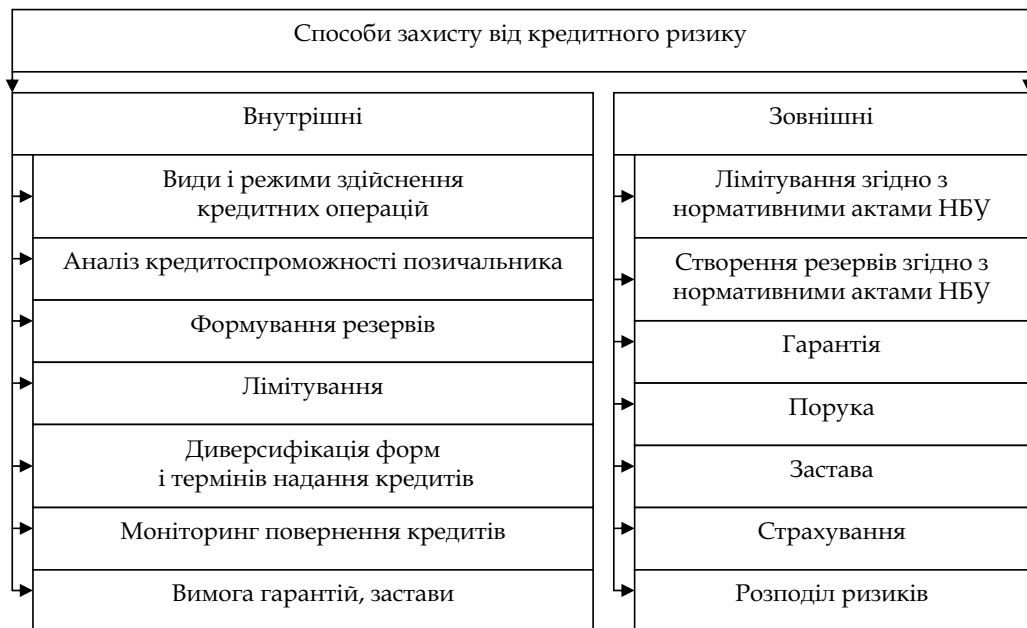 Способи захисту від кредитного ризику
Внутрішні
Види і режими здійснення
кредитних операцій
Аналіз кредитоспроможності позичальника
Формування резервів
Лімітування
Диверсифікація форм
і термінів надання кредитів
Моніторинг повернення кредитів
Вимога гарантій, застави
Зовнішні
Лімітування згідно з
нормативними актами НБУ
Створення резервів згідно з
нормативними актами НБУ
Гарантія
Порука
Застава
Страхування
Розподіл ризиків